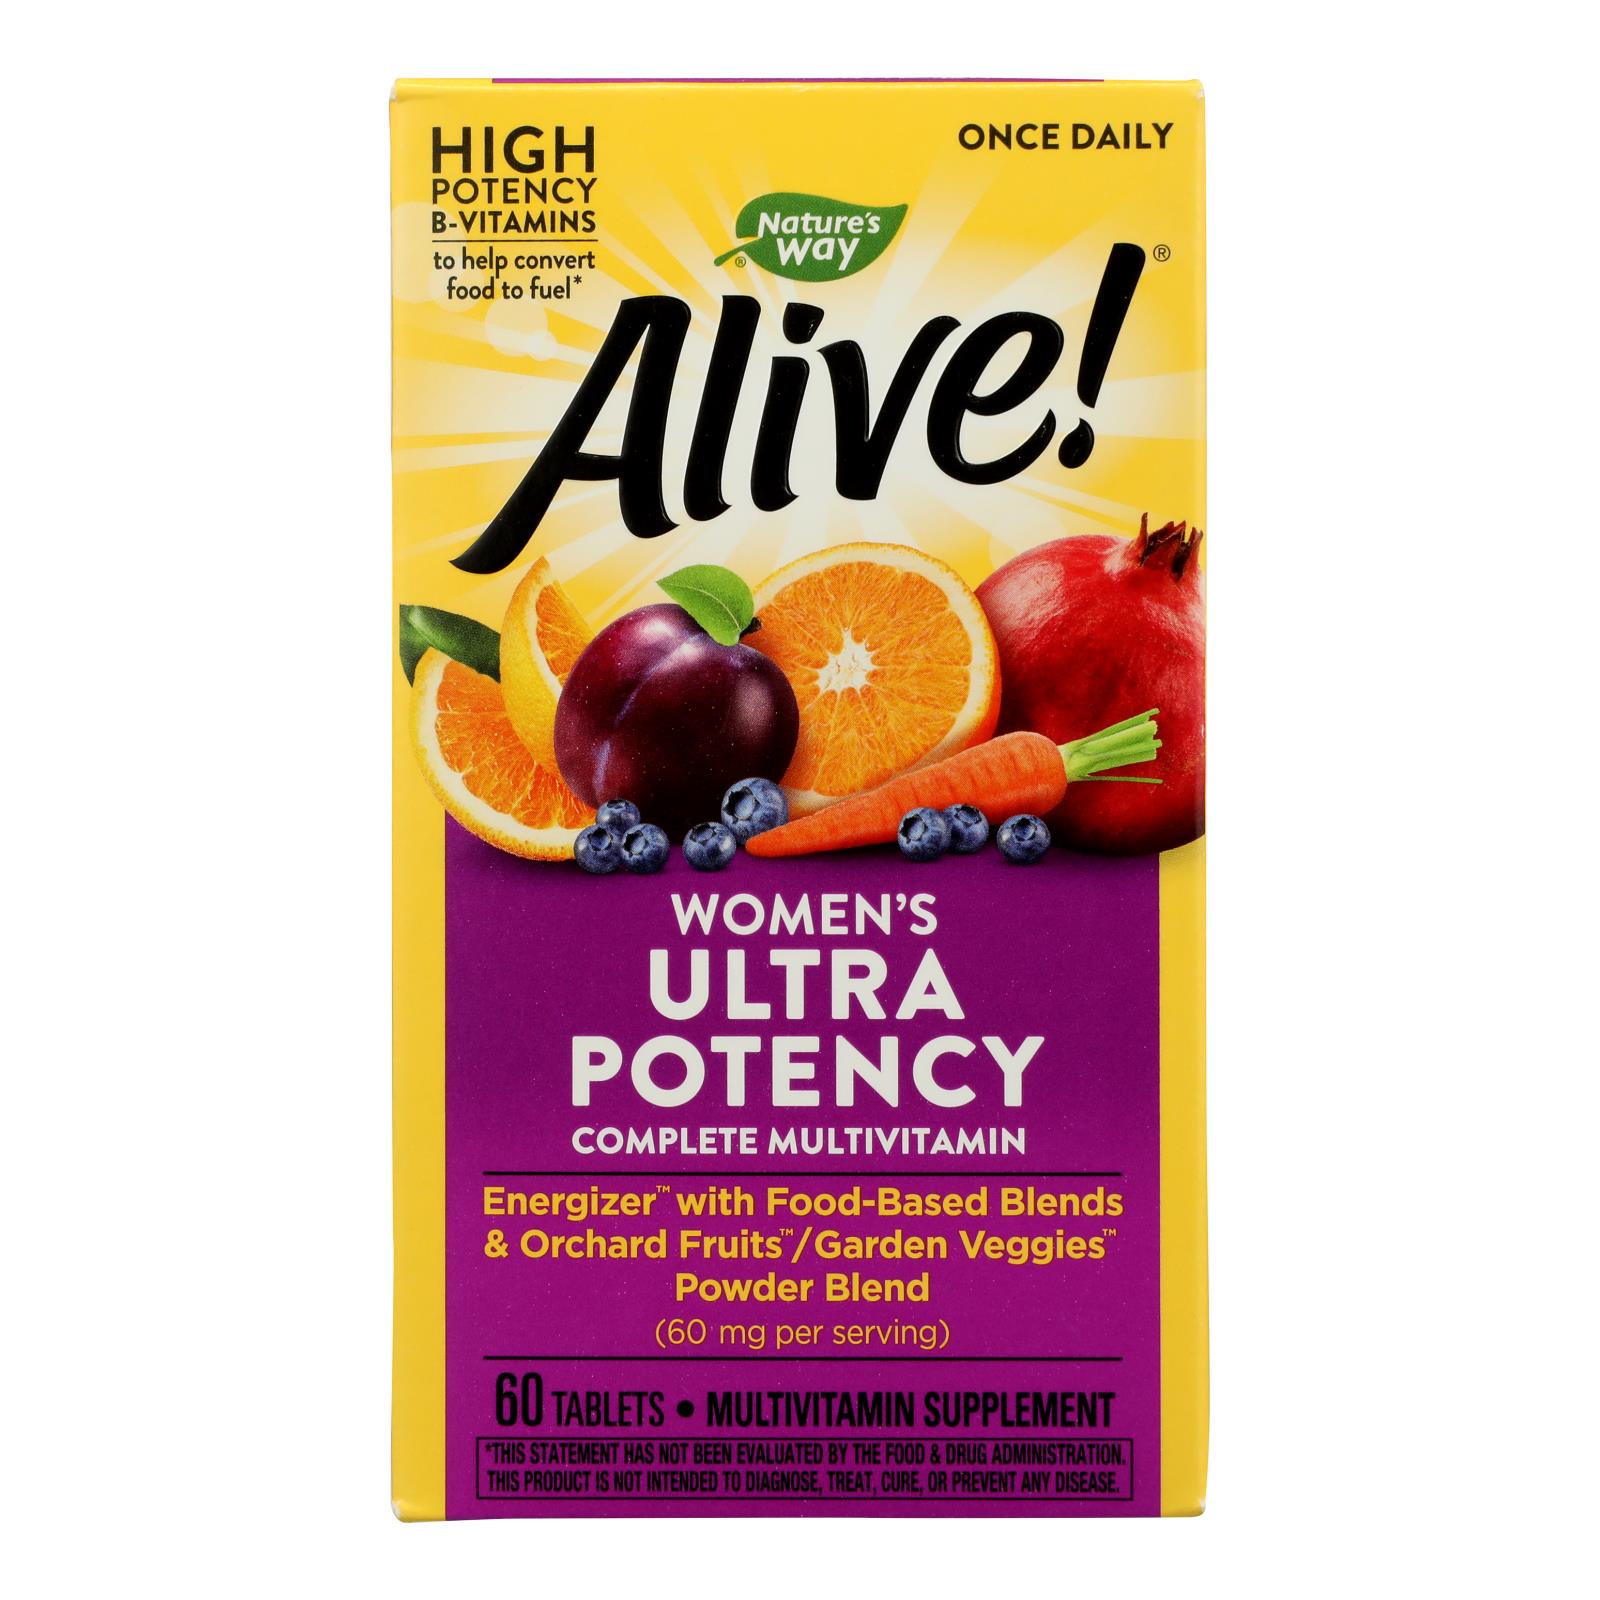 HIGH
POTENCY
B-VITAMINS
to help convert
food to fuel*
ONCE DAILY
Nature's
Way®
Alive!®
WOMEN'S
ULTRA
POTENCY
COMPLETE MULTIVITAMIN
Energizer™ with Food-Based Blends
& Orchard Fruits™/Garden Veggies™
Powder Blend
(60 mg per serving)
60 TABLETS • MULTIVITAMIN SUPPLEMENT
*THIS STATEMENT HAS NOT BEEN EVALUATED BY THE FOOD & DRUG ADMINISTRATION.
THIS PRODUCT IS NOT INTENDED TO DIAGNOSE, TREAT, CURE, OR PREVENT ANY DISEASE.